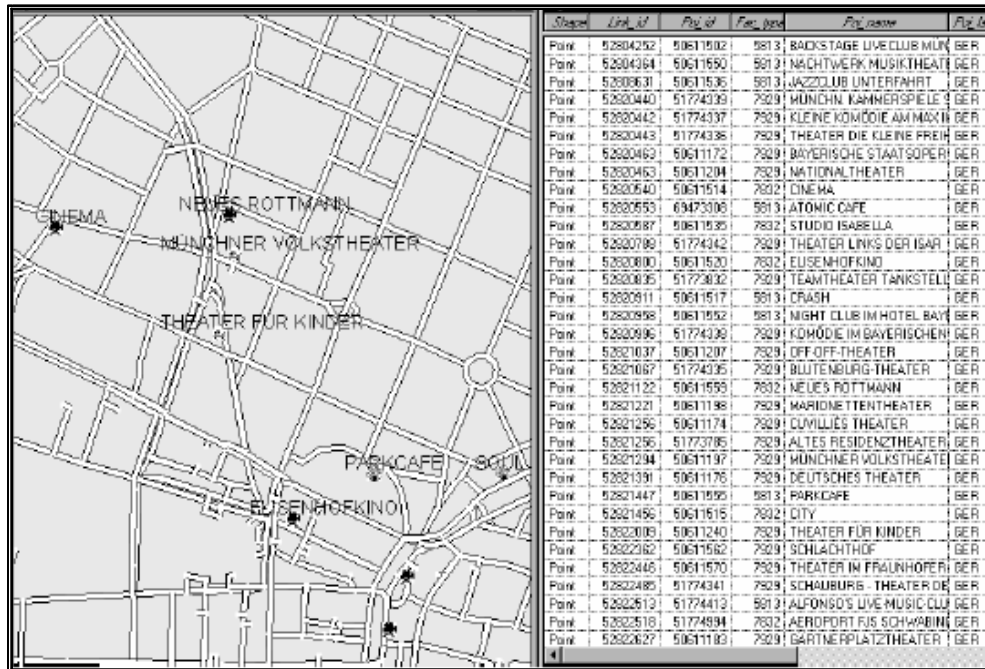 CINEMA
NEUES ROTTMANN
MÜNCHNER VOLKSTHEATER
THEATER FÜR KINDER
PARKCAFE
SOUL
ELISENHOFKINO
Shape Link_id Poi_id Fac_type Poi_name
Point 52804252 50611502 5813 BACKSTAGE LIVECLUB MÜN GER
Point 52804364 50611550 5813 NACHTWERK MUSIKTHEATE GER
Point 52808631 50611536 5813 JAZZCLUB UNTERFAHRT GER
Point 52820440 51774339 7929 MÜNCHN. KAMMERSPIELE GER
Point 52820442 51774337 7929 KLEINE KOMÖDIE AM MAX GER
Point 52820443 51774336 7929 THEATER DIE KLEINE FREIH GER
Point 52820463 50611172 7929 BAYERISCHE STAATSOPER GER
Point 52820463 50611204 7929 NATIONALTHEATER GER
Point 52820540 50611514 7832 CINEMA GER
Point 52820553 69473308 5813 ATOMIC CAFE GER
Point 52820587 50611535 7832 STUDIO ISABELLA GER
Point 52820789 51774342 7929 THEATER LINKS DER ISAR GER
Point 52820800 50611520 7832 ELISENHOFKINO GER
Point 52820835 51773832 7929 TEAMTHEATER TANKSTELL GER
Point 52820911 50611517 5813 CRASH GER
Point 52820958 50611552 5813 NIGHT CLUB IM HOTEL BAY GER
Point 52820996 51774338 7929 KOMÖDIE IM BAYERISCHEN GER
Point 52821037 50611207 7929 OFF-OFF-THEATER GER
Point 52821067 51774335 7929 BLUTENBURG-THEATER GER
Point 52821122 50611559 7832 NEUES ROTTMANN GER
Point 52821221 50611198 7929 MARIONETTENTHEATER GER
Point 52821256 50611174 7929 CUVILLIÉS THEATER GER
Point 52821256 51773785 7929 ALTES RESIDENZTHEATER GER
Point 52821294 50611197 7929 MÜNCHNER VOLKSTHEATE GER
Point 52821391 50611176 7929 DEUTSCHES THEATER GER
Point 52821447 50611555 5813 PARKCAFE GER
Point 52821456 50611515 7832 CITY GER
Point 52822009 50611240 7929 THEATER FÜR KINDER GER
Point 52822362 50611562 7929 SCHLACHTHOF GER
Point 52822446 50611570 7929 THEATER IM FRAUNHOFER GER
Point 52822485 51774341 7929 SCHAUBURG - THEATER DE GER
Point 52822513 51774413 5813 ALFONSO'S LIVE-MUSIC-CLU GER
Point 52822518 51774994 7832 AEROPORT FJS SCHWABING GER
Point 52822627 50611183 7929 GÄRTNERPLATZTHEATER GER